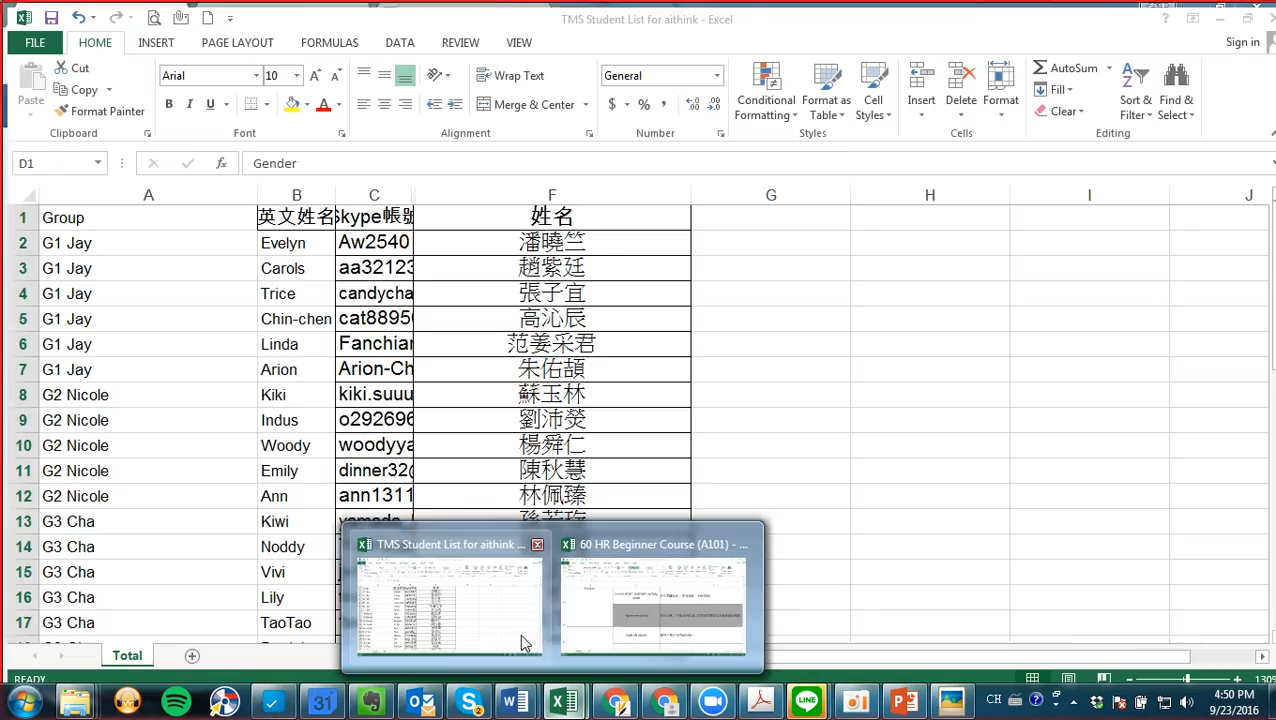 TMS Student List for aithink - Excel
FILE HOME INSERT PAGE LAYOUT FORMULAS DATA REVIEW VIEW
Sign in
Cut
Copy
Format Painter
Paste
Clipboard
Arial 10
B I U
Font
Wrap Text
Merge & Center
Alignment
General
$ % ,
Number
Conditional Formatting
Format as Table
Cell Styles
Styles
Insert Delete Format
Cells
AutoSum
Fill
Clear
Sort & Filter
Find & Select
Editing
D1 fx Gender
A B C F G H I J
1 Group 英文姓名 Skype帳號 姓名
2 G1 Jay Evelyn Aw2540 潘曉竺
3 G1 Jay Carols aa32123 趙紫廷
4 G1 Jay Trice candycha 張子宜
5 G1 Jay Chin-chen cat8895 高沁辰
6 G1 Jay Linda Fanchiar 范姜采君
7 G1 Jay Arion Arion-Ch 朱佑頡
8 G2 Nicole Kiki kiki.suuu 蘇玉林
9 G2 Nicole Indus o292696 劉沛熒
10 G2 Nicole Woody woodyya 楊舜仁
11 G2 Nicole Emily dinner32@ 陳秋慧
12 G2 Nicole Ann ann1311 林佩臻
13 G3 Cha Kiwi
14 G3 Cha Noddy
15 G3 Cha Vivi
16 G3 Cha Lily
17 G3 Cha TaoTao
TMS Student List for aithink ...
60 HR Beginner Course (A101) - ...
Total
READY
130%
CH
4:50 PM
9/23/2016